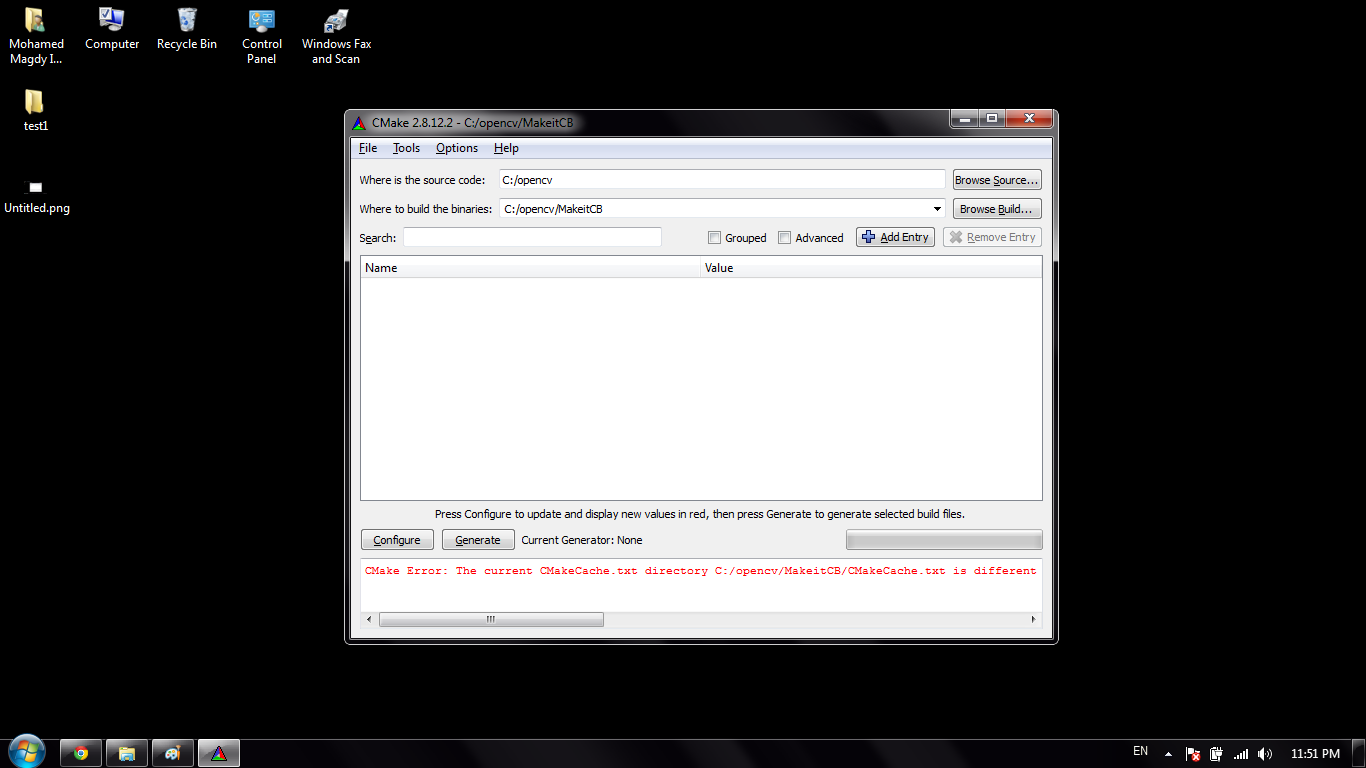 Mohamed
Magdy I...
Computer
Recycle Bin
Control
Panel
Windows Fax
and Scan
test1
Untitled.png
CMake 2.8.12.2 - C:/opencv/MakeitCB
File Tools Options Help
Where is the source code: C:/opencv Browse Source...
Where to build the binaries: C:/opencv/MakeitCB Browse Build...
Search: Grouped Advanced Add Entry Remove Entry
Name Value
Press Configure to update and display new values in red, then press Generate to generate selected build files.
Configure Generate Current Generator: None
CMake Error: The current CMakeCache.txt directory C:/opencv/MakeitCB/CMakeCache.txt is different
EN 11:51 PM